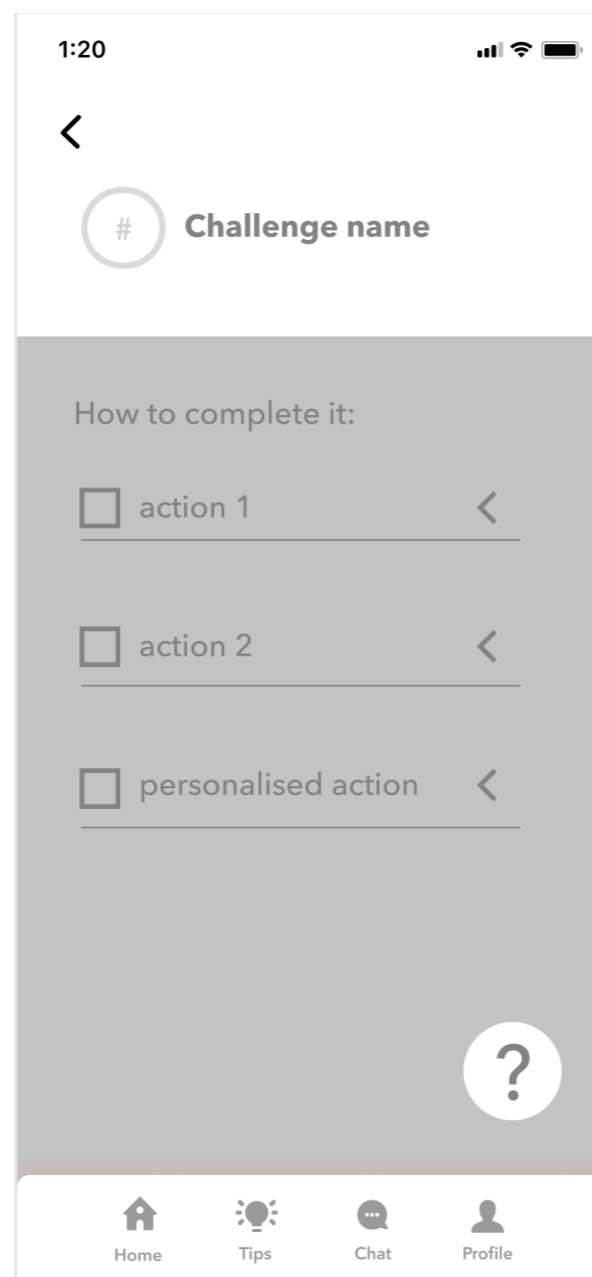 1:20
#
Challenge name
How to complete it:
action 1
action 2
personalised action
?
Home Tips Chat Profile